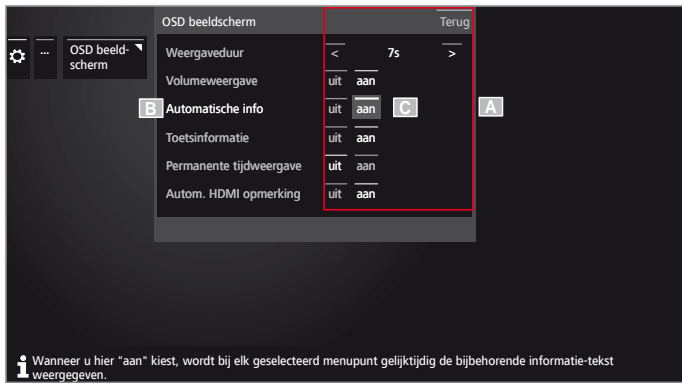 OSD beeldscherm Terug
... OSD beeld-
scherm
Weergaveduur < 7s >
Volumeweergave uit aan
B Automatische info uit aan C A
Toetsinformatie uit aan
Permanente tijdweergave uit aan
Autom. HDMI opmerking uit aan
Wanneer u hier "aan" kiest, wordt bij elk geselecteerd menupunt gelijktijdig de bijbehorende informatie-tekst
weergegeven.